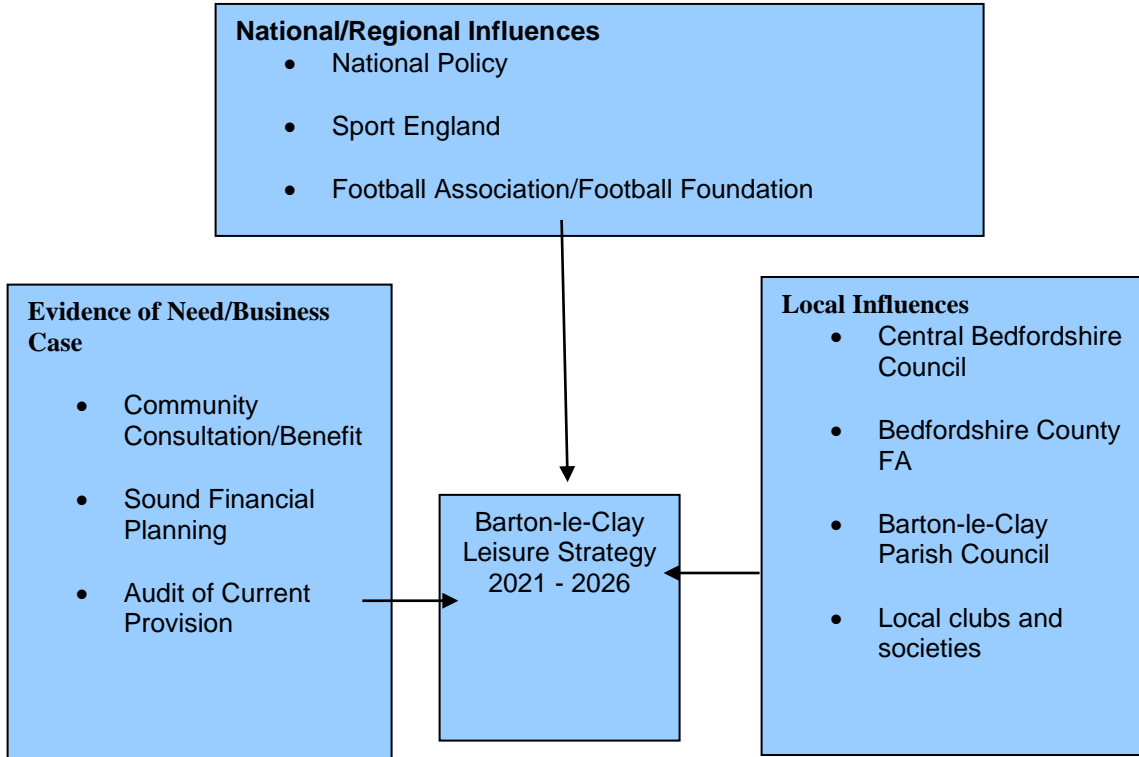 National/Regional Influences
• National Policy
• Sport England
• Football Association/Football Foundation
Evidence of Need/Business
Case
• Community
Consultation/Benefit
• Sound Financial
Planning
• Audit of Current
Provision
Barton-le-Clay
Leisure Strategy
2021 - 2026
Local Influences
• Central Bedfordshire
Council
• Bedfordshire County
FA
• Barton-le-Clay
Parish Council
• Local clubs and
societies